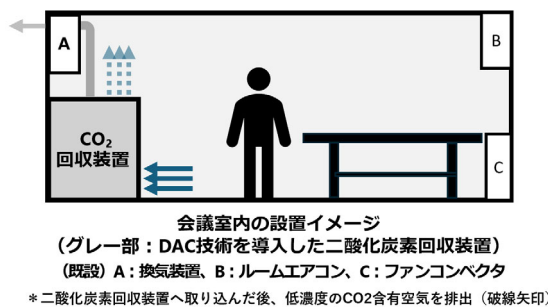 A
B
CO₂
回収装置
C
会議室内の設置イメージ
(グレー部：DAC技術を導入した二酸化炭素回収装置)
(既設) A：換気装置、B：ルームエアコン、C：ファンコンベクタ
＊二酸化炭素回収装置へ取り込んだ後、低濃度のCO2含有空気を排出（破線矢印）